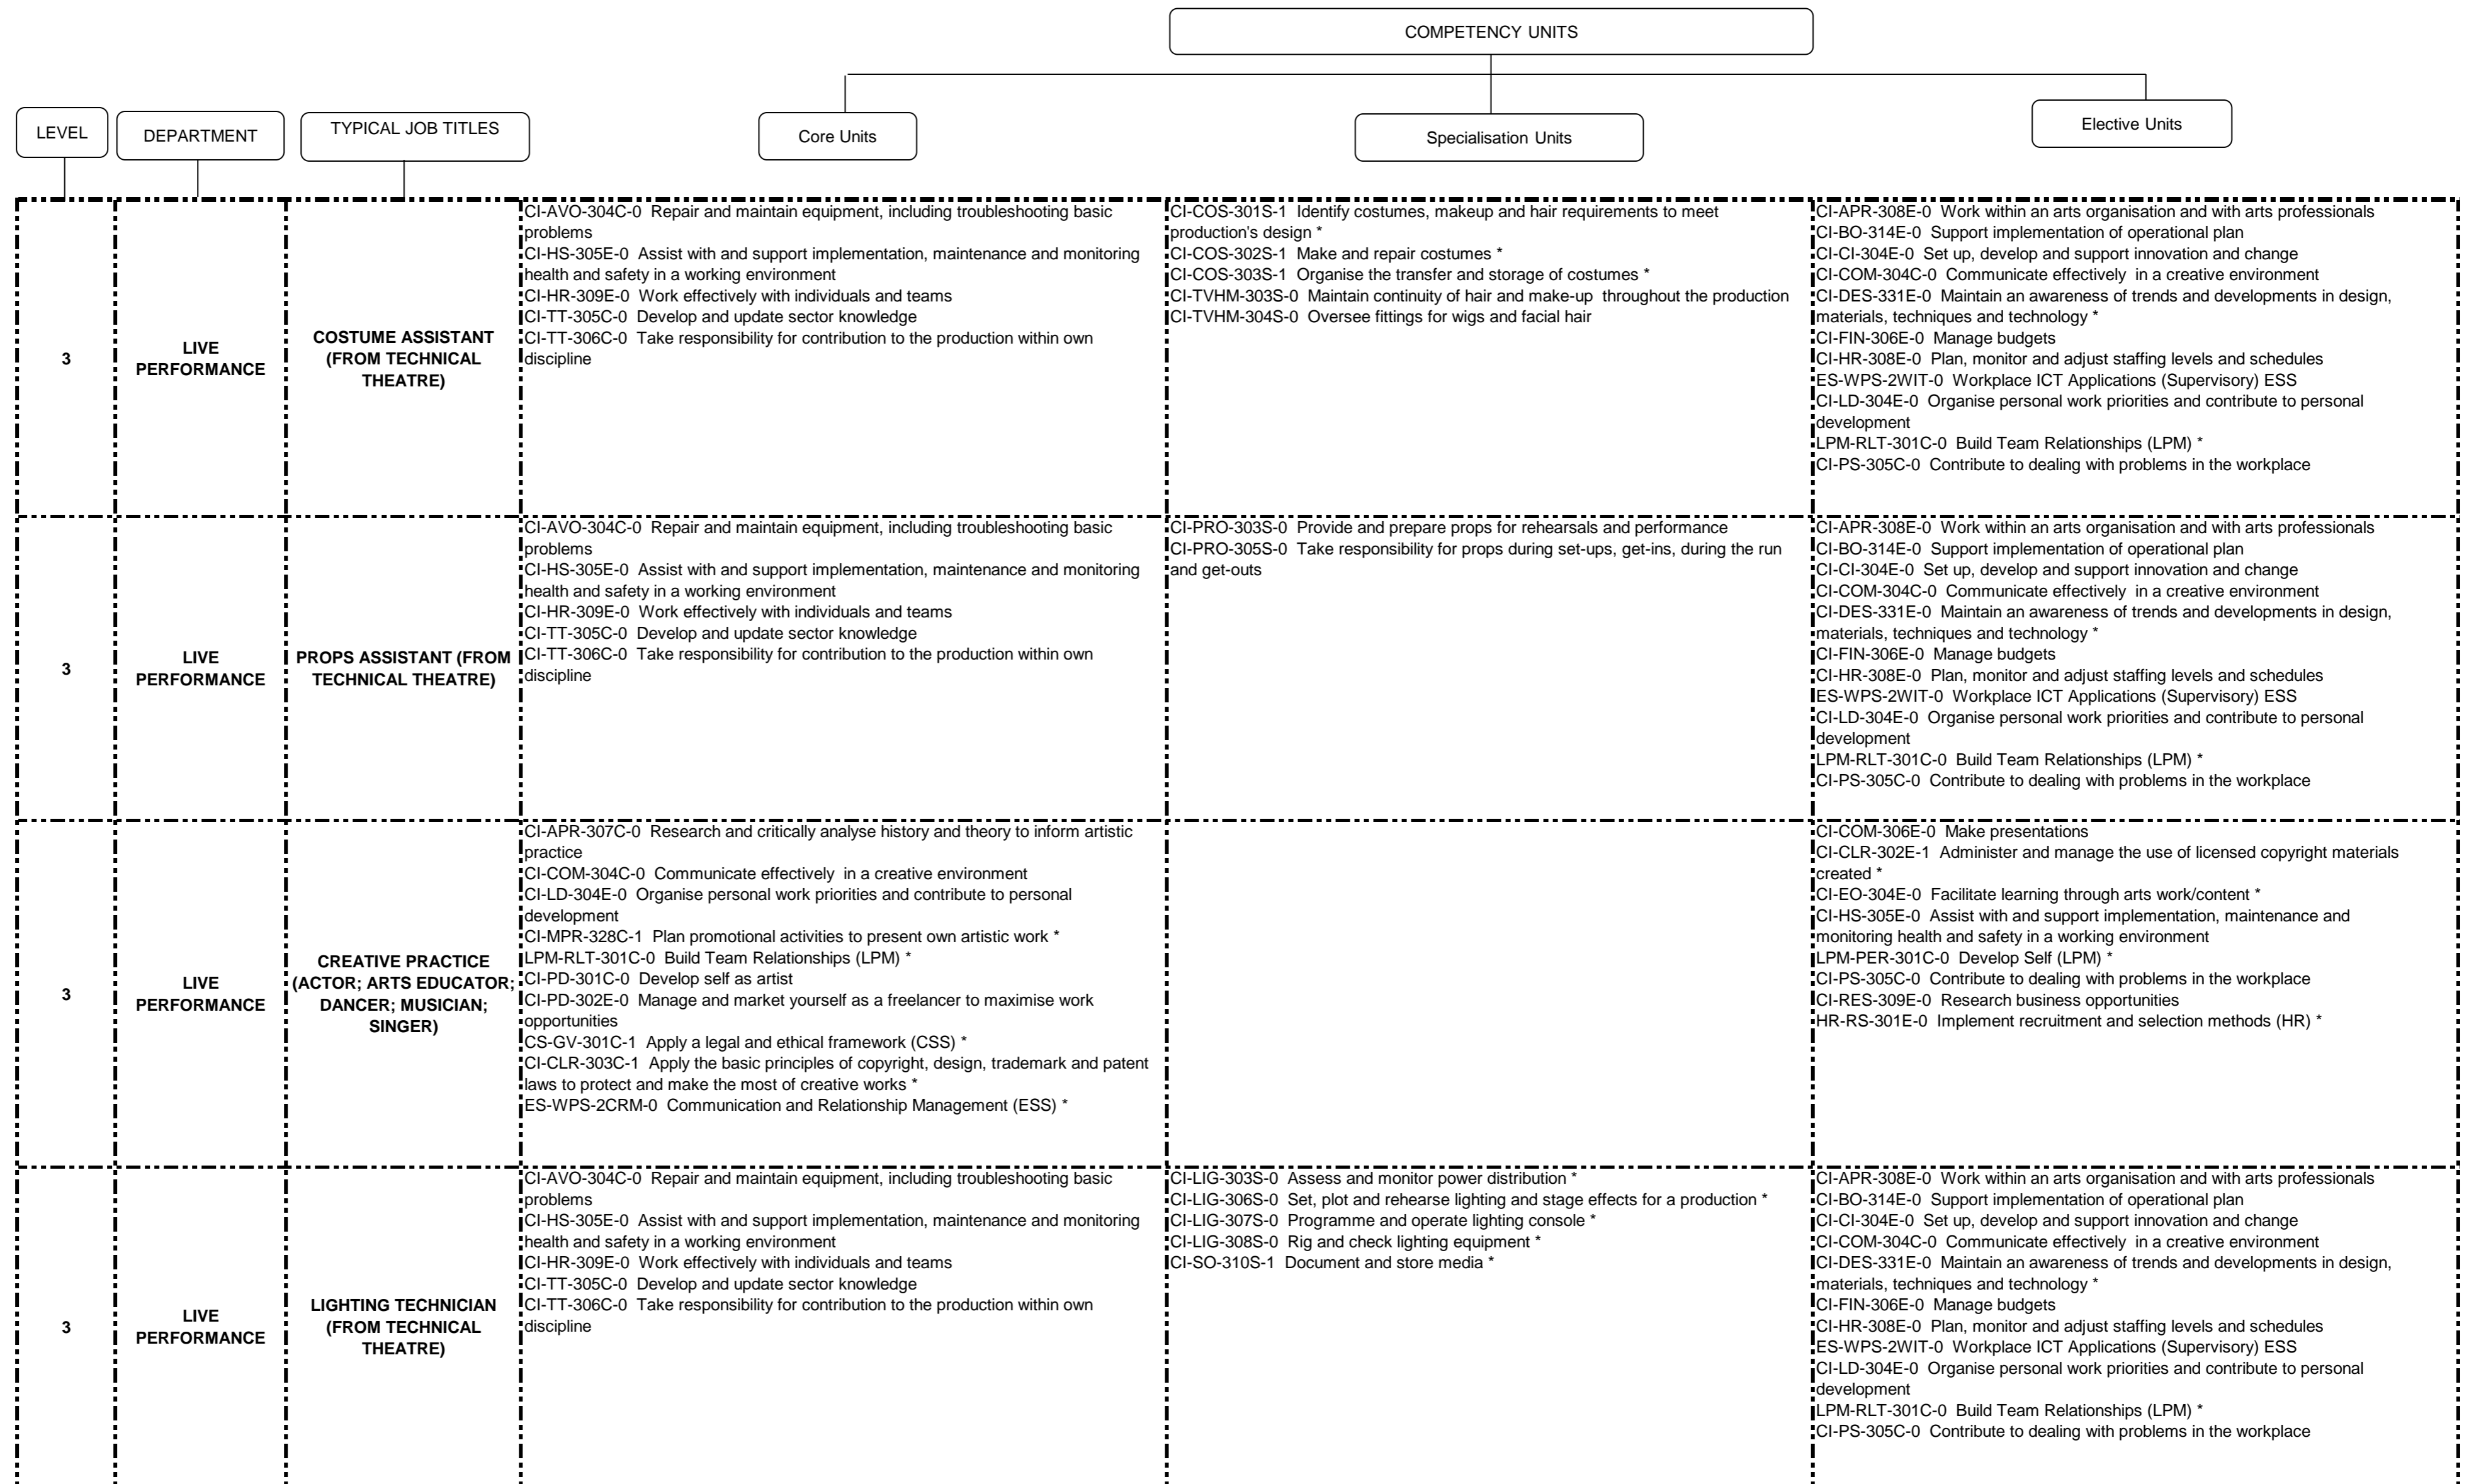 COMPETENCY UNITS
LEVEL
DEPARTMENT
TYPICAL JOB TITLES
Core Units
Specialisation Units
Elective Units
3
LIVE
PERFORMANCE
COSTUME ASSISTANT
(FROM TECHNICAL
THEATRE)
CI-AVO-304C-0 Repair and maintain equipment, including troubleshooting basic
problems
CI-HS-305E-0 Assist with and support implementation, maintenance and monitoring
health and safety in a working environment
CI-HR-309E-0 Work effectively with individuals and teams
CI-TT-305C-0 Develop and update sector knowledge
CI-TT-306C-0 Take responsibility for contribution to the production within own
discipline
CI-COS-301S-1 Identify costumes, makeup and hair requirements to meet
production's design *
CI-COS-302S-1 Make and repair costumes *
CI-COS-303S-1 Organise the transfer and storage of costumes *
CI-TVHM-303S-0 Maintain continuity of hair and make-up throughout the production
CI-TVHM-304S-0 Oversee fittings for wigs and facial hair
CI-APR-308E-0 Work within an arts organisation and with arts professionals
CI-BO-314E-0 Support implementation of operational plan
CI-CI-304E-0 Set up, develop and support innovation and change
CI-COM-304C-0 Communicate effectively in a creative environment
CI-DES-331E-0 Maintain an awareness of trends and developments in design,
materials, techniques and technology *
CI-FIN-306E-0 Manage budgets
CI-HR-308E-0 Plan, monitor and adjust staffing levels and schedules
ES-WPS-2WIT-0 Workplace ICT Applications (Supervisory) ESS
CI-LD-304E-0 Organise personal work priorities and contribute to personal
development
LPM-RLT-301C-0 Build Team Relationships (LPM) *
CI-PS-305C-0 Contribute to dealing with problems in the workplace
3
LIVE
PERFORMANCE
PROPS ASSISTANT (FROM
TECHNICAL THEATRE)
CI-AVO-304C-0 Repair and maintain equipment, including troubleshooting basic
problems
CI-HS-305E-0 Assist with and support implementation, maintenance and monitoring
health and safety in a working environment
CI-HR-309E-0 Work effectively with individuals and teams
CI-TT-305C-0 Develop and update sector knowledge
CI-TT-306C-0 Take responsibility for contribution to the production within own
discipline
CI-PRO-303S-0 Provide and prepare props for rehearsals and performance
CI-PRO-305S-0 Take responsibility for props during set-ups, get-ins, during the run
and get-outs
CI-APR-308E-0 Work within an arts organisation and with arts professionals
CI-BO-314E-0 Support implementation of operational plan
CI-CI-304E-0 Set up, develop and support innovation and change
CI-COM-304C-0 Communicate effectively in a creative environment
CI-DES-331E-0 Maintain an awareness of trends and developments in design,
materials, techniques and technology *
CI-FIN-306E-0 Manage budgets
CI-HR-308E-0 Plan, monitor and adjust staffing levels and schedules
ES-WPS-2WIT-0 Workplace ICT Applications (Supervisory) ESS
CI-LD-304E-0 Organise personal work priorities and contribute to personal
development
LPM-RLT-301C-0 Build Team Relationships (LPM) *
CI-PS-305C-0 Contribute to dealing with problems in the workplace
3
LIVE
PERFORMANCE
CREATIVE PRACTICE
(ACTOR; ARTS EDUCATOR;
DANCER; MUSICIAN;
SINGER)
CI-APR-307C-0 Research and critically analyse history and theory to inform artistic
practice
CI-COM-304C-0 Communicate effectively in a creative environment
CI-LD-304E-0 Organise personal work priorities and contribute to personal
development
CI-MPR-328C-1 Plan promotional activities to present own artistic work *
LPM-RLT-301C-0 Build Team Relationships (LPM) *
CI-PD-301C-0 Develop self as artist
CI-PD-302E-0 Manage and market yourself as a freelancer to maximise work
opportunities
CS-GV-301C-1 Apply a legal and ethical framework (CSS) *
CI-CLR-303C-1 Apply the basic principles of copyright, design, trademark and patent
laws to protect and make the most of creative works *
ES-WPS-2CRM-0 Communication and Relationship Management (ESS) *
CI-COM-306E-0 Make presentations
CI-CLR-302E-1 Administer and manage the use of licensed copyright materials
created *
CI-EO-304E-0 Facilitate learning through arts work/content *
CI-HS-305E-0 Assist with and support implementation, maintenance and
monitoring health and safety in a working environment
LPM-PER-301C-0 Develop Self (LPM) *
CI-PS-305C-0 Contribute to dealing with problems in the workplace
CI-RES-309E-0 Research business opportunities
HR-RS-301E-0 Implement recruitment and selection methods (HR) *
3
LIVE
PERFORMANCE
LIGHTING TECHNICIAN
(FROM TECHNICAL
THEATRE)
CI-AVO-304C-0 Repair and maintain equipment, including troubleshooting basic
problems
CI-HS-305E-0 Assist with and support implementation, maintenance and monitoring
health and safety in a working environment
CI-HR-309E-0 Work effectively with individuals and teams
CI-TT-305C-0 Develop and update sector knowledge
CI-TT-306C-0 Take responsibility for contribution to the production within own
discipline
CI-LIG-303S-0 Assess and monitor power distribution *
CI-LIG-306S-0 Set, plot and rehearse lighting and stage effects for a production *
CI-LIG-307S-0 Programme and operate lighting console *
CI-LIG-308S-0 Rig and check lighting equipment *
CI-SO-310S-1 Document and store media *
CI-APR-308E-0 Work within an arts organisation and with arts professionals
CI-BO-314E-0 Support implementation of operational plan
CI-CI-304E-0 Set up, develop and support innovation and change
CI-COM-304C-0 Communicate effectively in a creative environment
CI-DES-331E-0 Maintain an awareness of trends and developments in design,
materials, techniques and technology *
CI-FIN-306E-0 Manage budgets
CI-HR-308E-0 Plan, monitor and adjust staffing levels and schedules
ES-WPS-2WIT-0 Workplace ICT Applications (Supervisory) ESS
CI-LD-304E-0 Organise personal work priorities and contribute to personal
development
LPM-RLT-301C-0 Build Team Relationships (LPM) *
CI-PS-305C-0 Contribute to dealing with problems in the workplace